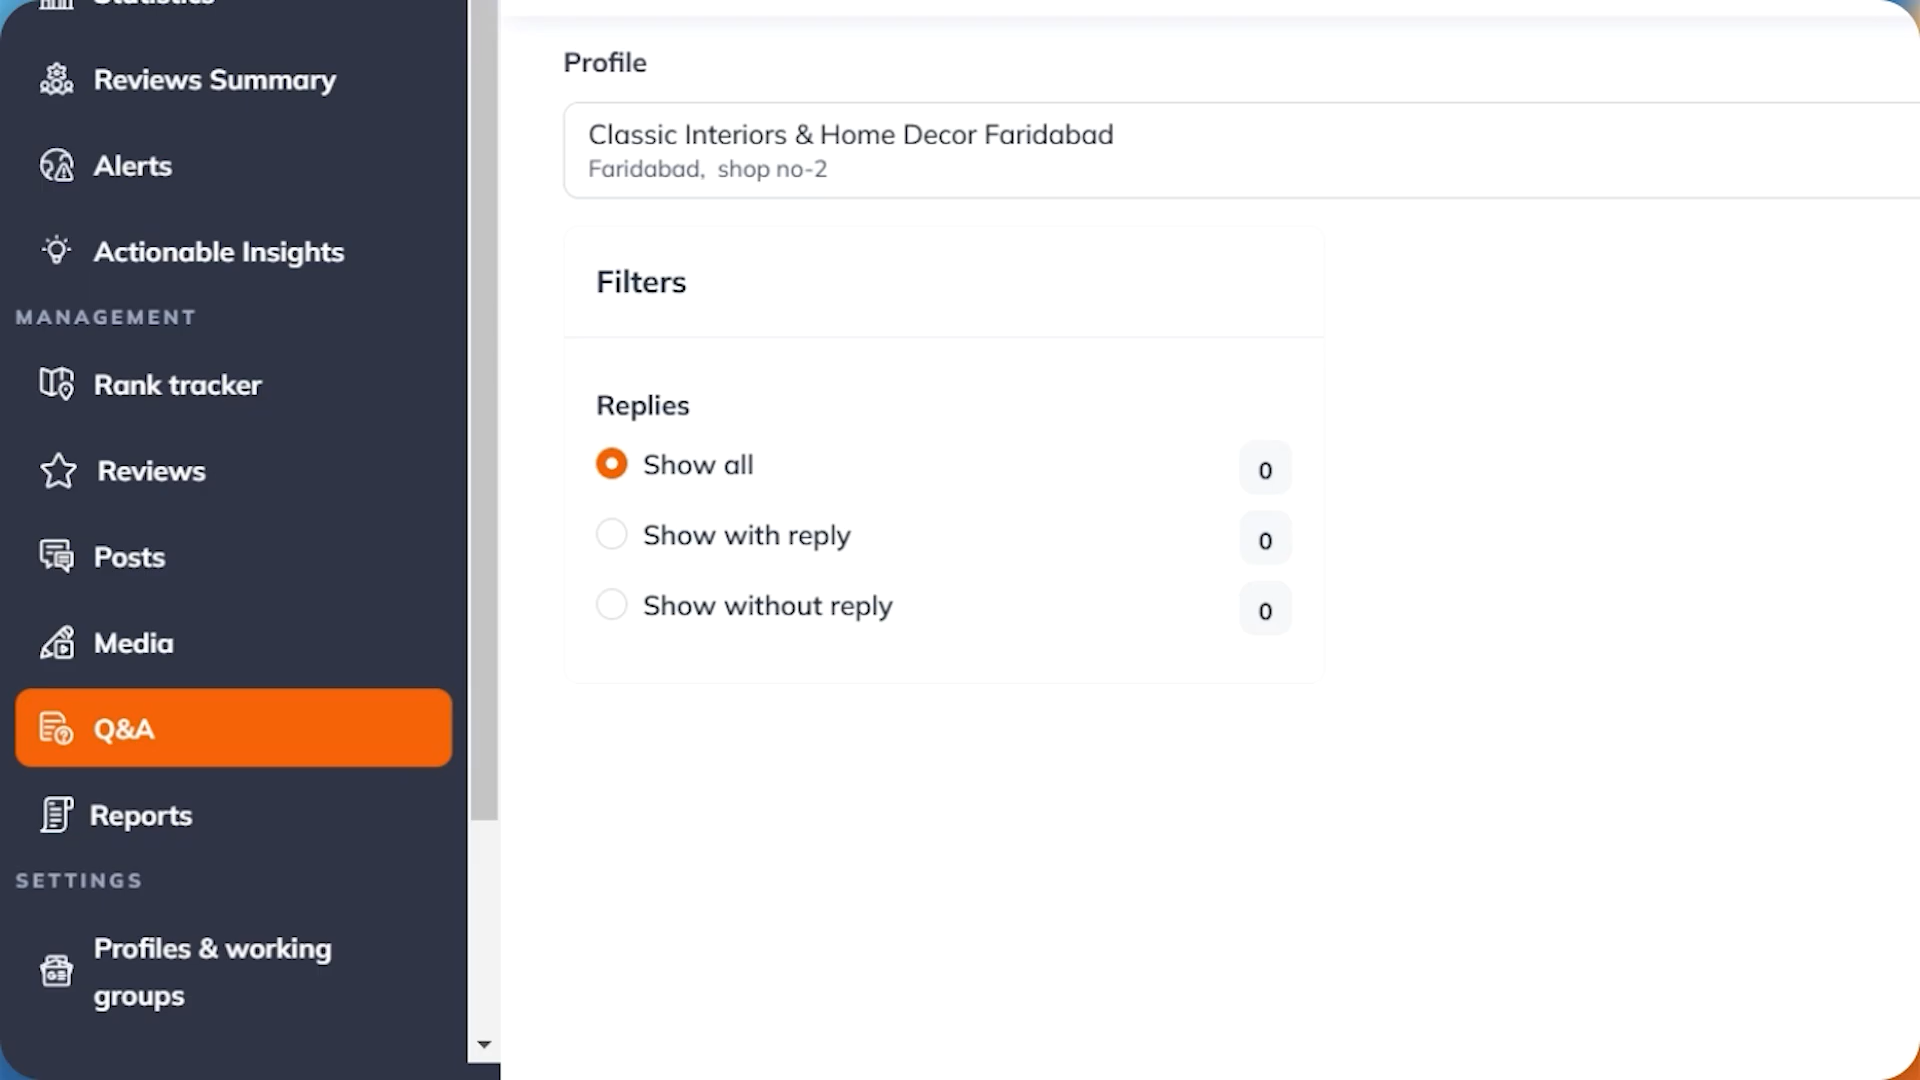 Statistics
Reviews Summary
Alerts
Actionable Insights
MANAGEMENT
Rank tracker
Reviews
Posts
Media
Q&A
Reports
SETTINGS
Profiles & working
groups
Profile
Classic Interiors & Home Decor Faridabad
Faridabad, shop no-2
Filters
Replies
Show all 0
Show with reply 0
Show without reply 0